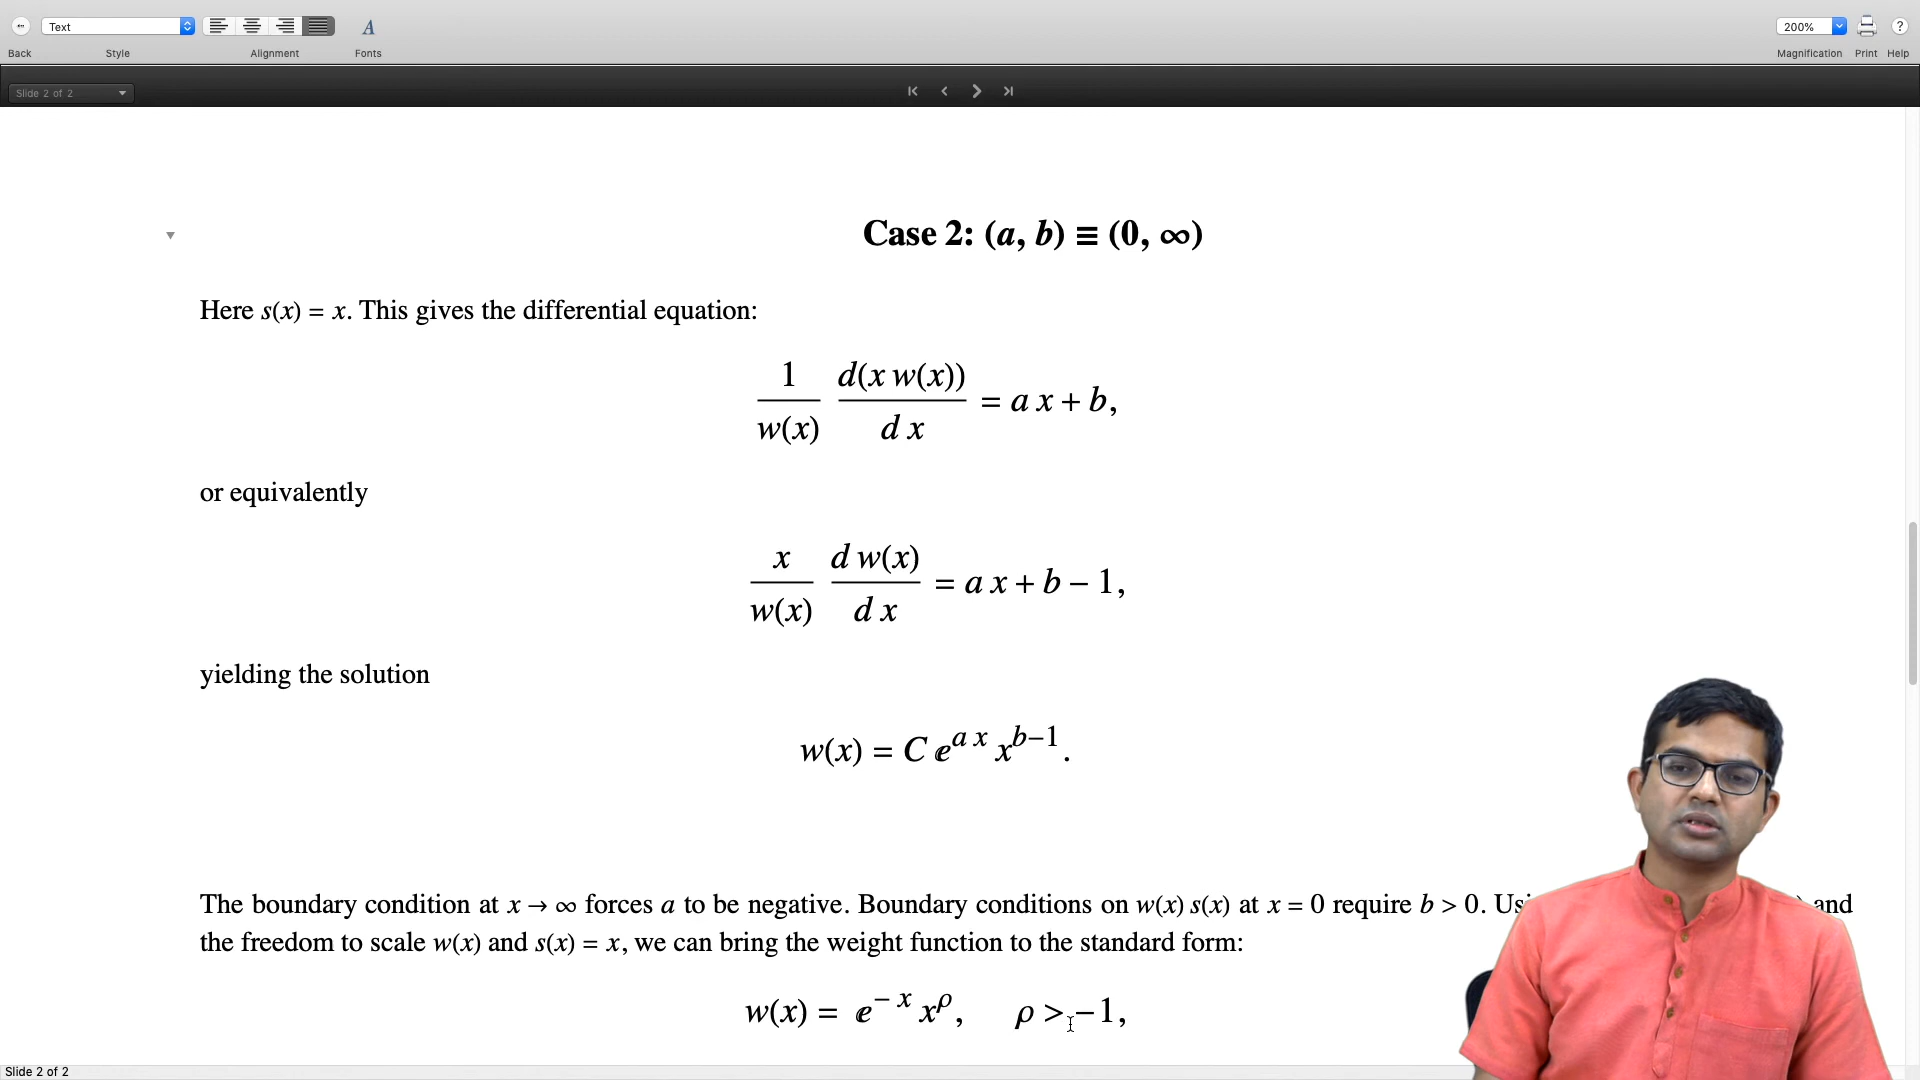 Text
200%
Back Style Alignment Fonts Magnification Print Help
Slide 2 of 2
Case 2: (a, b) ≡ (0, ∞)
Here s(x) = x. This gives the differential equation:
1/w(x) d(x w(x))/d x = a x + b,
or equivalently
x/w(x) d w(x)/d x = a x + b − 1,
yielding the solution
w(x) = C e^(a x) x^(b−1).
The boundary condition at x → ∞ forces a to be negative. Boundary conditions on w(x) s(x) at x = 0 require b > 0. and
the freedom to scale w(x) and s(x) = x, we can bring the weight function to the standard form:
w(x) = e^(− x) x^ρ, ρ > −1,
Slide 2 of 2